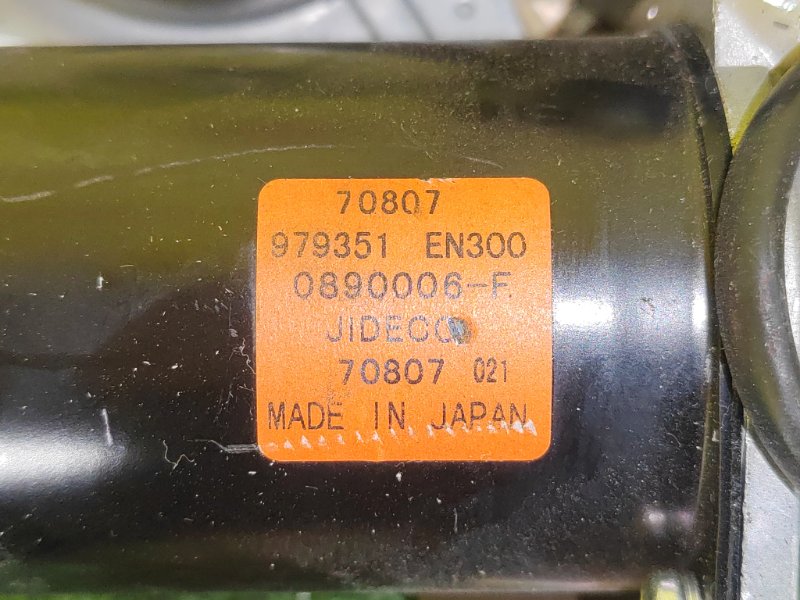 70807
979351 EN300
0890006-F
JIDECO
70807 021
MADE IN JAPAN